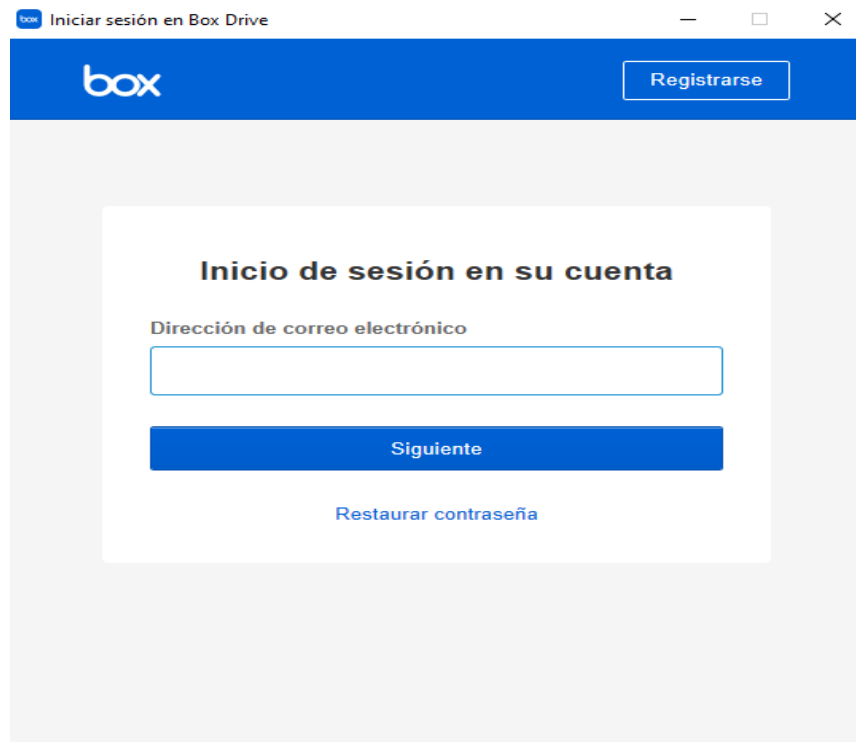 box Iniciar sesión en Box Drive
box
Registrarse
Inicio de sesión en su cuenta
Dirección de correo electrónico
Siguiente
Restaurar contraseña